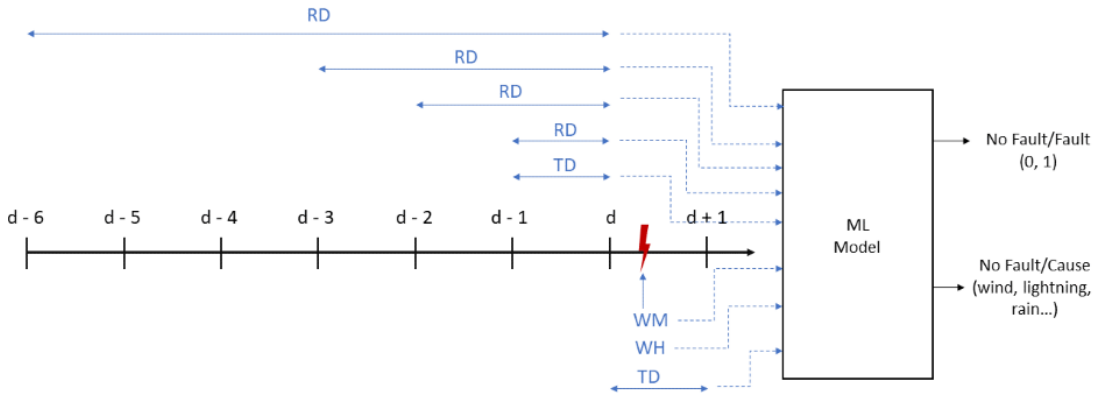 RD
RD
RD
RD
TD
d - 6 d - 5 d - 4 d - 3 d - 2 d - 1 d d + 1
WM
WH
TD
ML
Model
No Fault/Fault
(0, 1)
No Fault/Cause
(wind, lightning,
rain...)